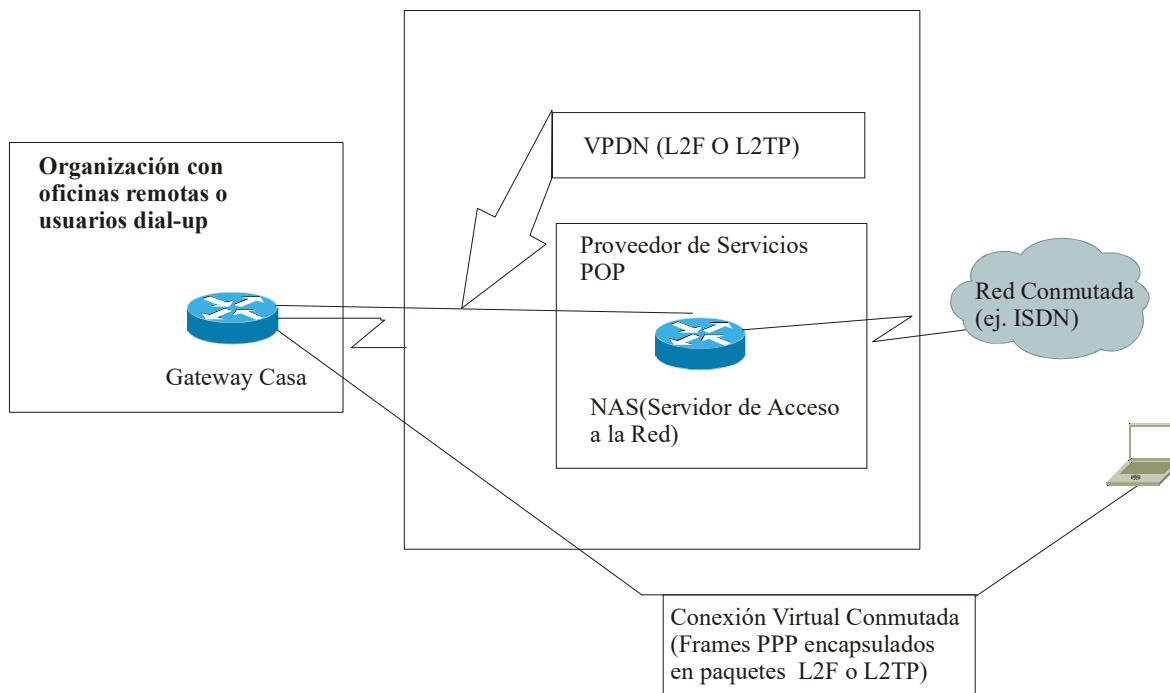 Organización con
oficinas remotas o
usuarios dial-up
Gateway Casa
VPDN (L2F O L2TP)
Proveedor de Servicios
POP
NAS(Servidor de Acceso
a la Red)
Red Conmutada
(ej. ISDN)
Conexión Virtual Conmutada
(Frames PPP encapsulados
en paquetes L2F o L2TP)